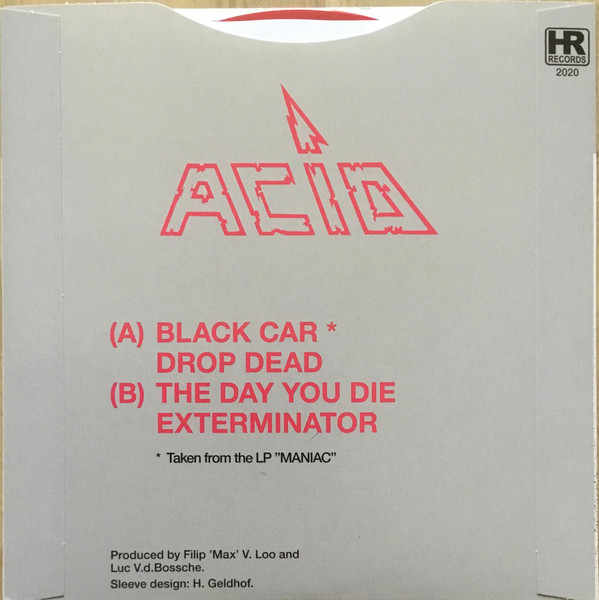 HR
RECORDS
2020
ACID
(A) BLACK CAR *
DROP DEAD
(B) THE DAY YOU DIE
EXTERMINATOR
* Taken from the LP ”MANIAC”
Produced by Filip ’Max’ V. Loo and
Luc V.d.Bossche.
Sleeve design: H. Geldhof.